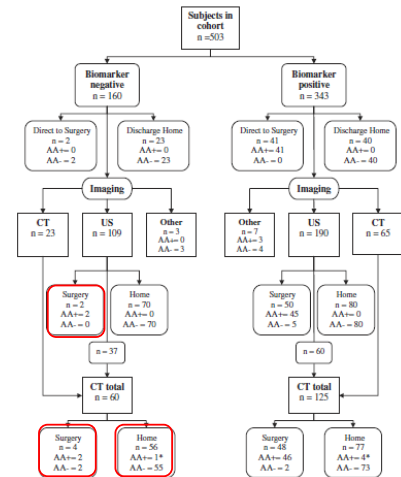 Subjects in
cohort
n =503
Biomarker
negative
n = 160
Biomarker
positive
n = 343
Direct to Surgery
n = 2
AA+= 0
AA- = 2
Discharge Home
n = 23
AA+= 0
AA- = 23
Direct to Surgery
n = 41
AA+= 41
AA- = 0
Discharge Home
n = 40
AA+= 0
AA- = 40
Imaging
Imaging
CT
n = 23
US
n = 109
Other
n = 3
AA+= 0
AA- = 3
Other
n = 7
AA+= 3
AA- = 4
US
n = 190
CT
n = 65
Surgery
n = 2
AA+= 2
AA- = 0
Home
n = 70
AA+= 0
AA- = 70
Surgery
n = 50
AA+= 45
AA- = 5
Home
n = 80
AA+= 0
AA- = 80
n = 37
n = 60
CT total
n = 60
CT total
n = 125
Surgery
n = 4
AA+= 2
AA- = 2
Home
n = 56
AA+= 1*
AA- = 55
Surgery
n = 48
AA+= 46
AA- = 2
Home
n = 77
AA+= 4*
AA- = 73